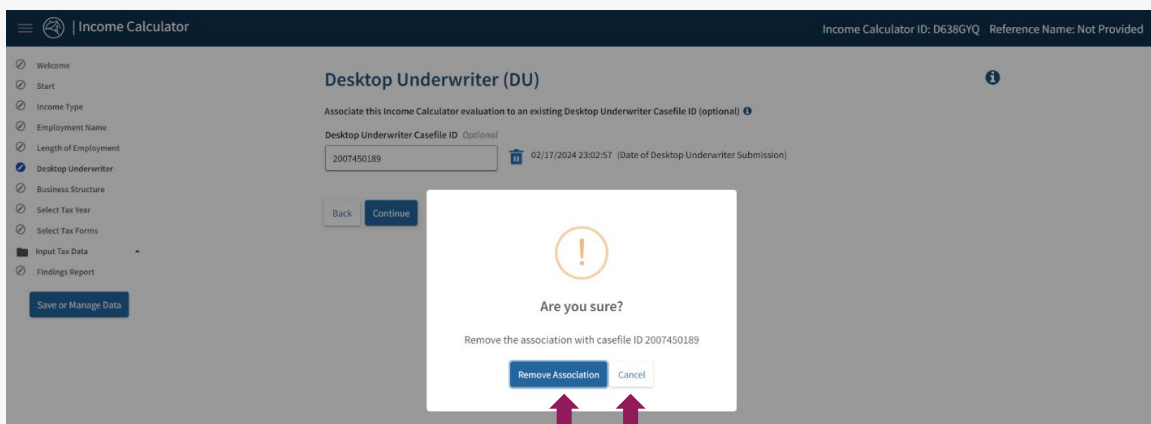 | Income Calculator
Income Calculator ID: D638GYQ Reference Name: Not Provided
Welcome
Start
Income Type
Employment Name
Length of Employment
Desktop Underwriter
Business Structure
Select Tax Year
Select Tax Forms
Input Tax Data
Findings Report
Save or Manage Data
Desktop Underwriter (DU)
Associate this Income Calculator evaluation to an existing Desktop Underwriter Casefile ID (optional)
Desktop Underwriter Casefile ID Optional
2007450189
02/17/2024 23:02:57 (Date of Desktop Underwriter Submission)
Back
Continue
!
Are you sure?
Remove the association with casefile ID 2007450189
Remove Association
Cancel